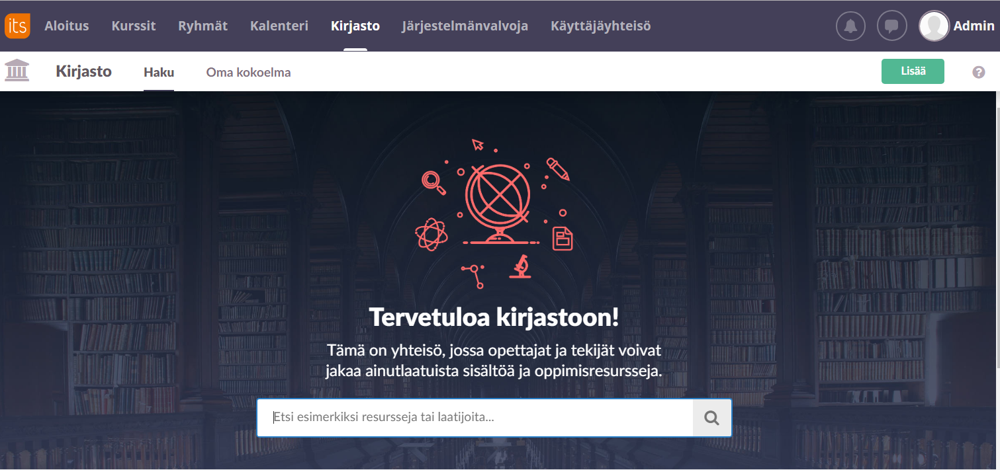 its Aloitus Kurssit Ryhmät Kalenteri Kirjasto Järjestelmänvalvoja Käyttäjäyhteisö Admin
Kirjasto Haku Oma kokoelma Lisää ?
Tervetuloa kirjastoon!
Tämä on yhteisö, jossa opettajat ja tekijät voivat
jakaa ainutlaatuista sisältöä ja oppimisresursseja.
Etsi esimerkiksi resursseja tai laatijoita...